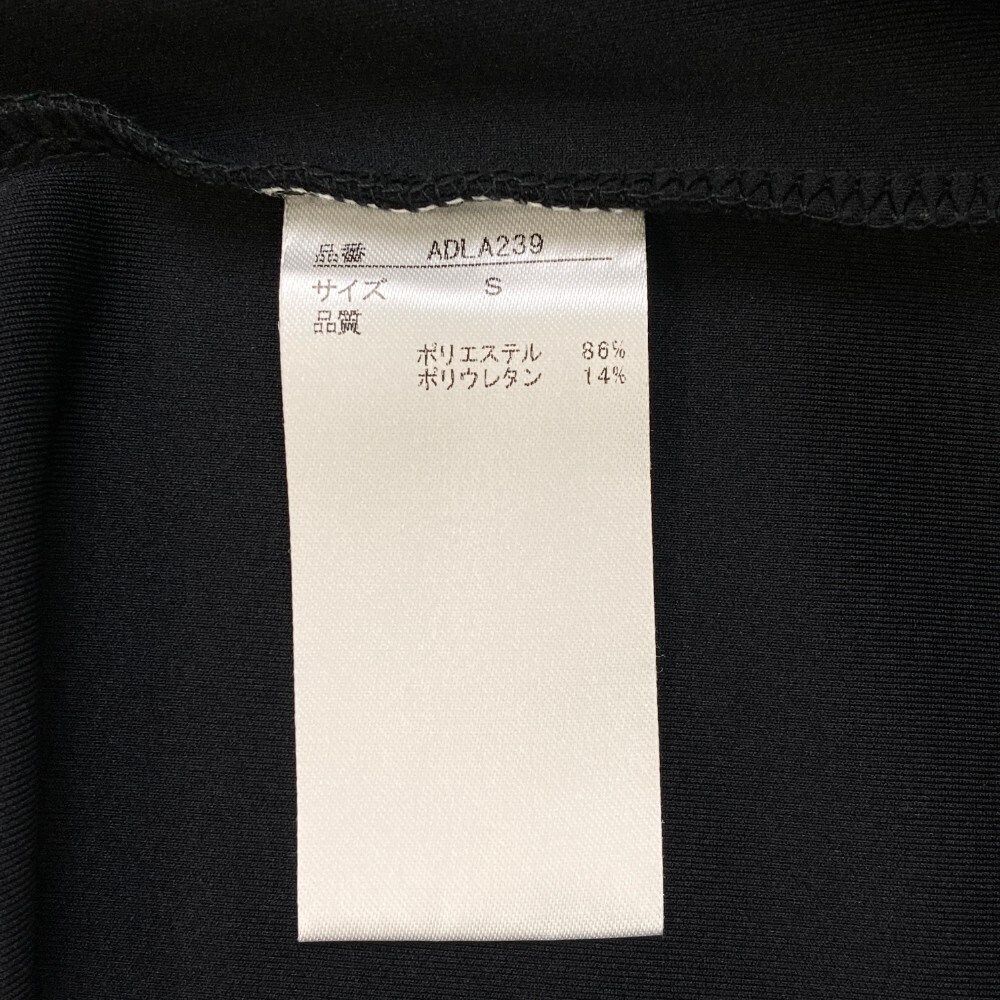 品番 ADLA239
サイズ S
品質
ポリエステル 86%
ポリウレタン 14%